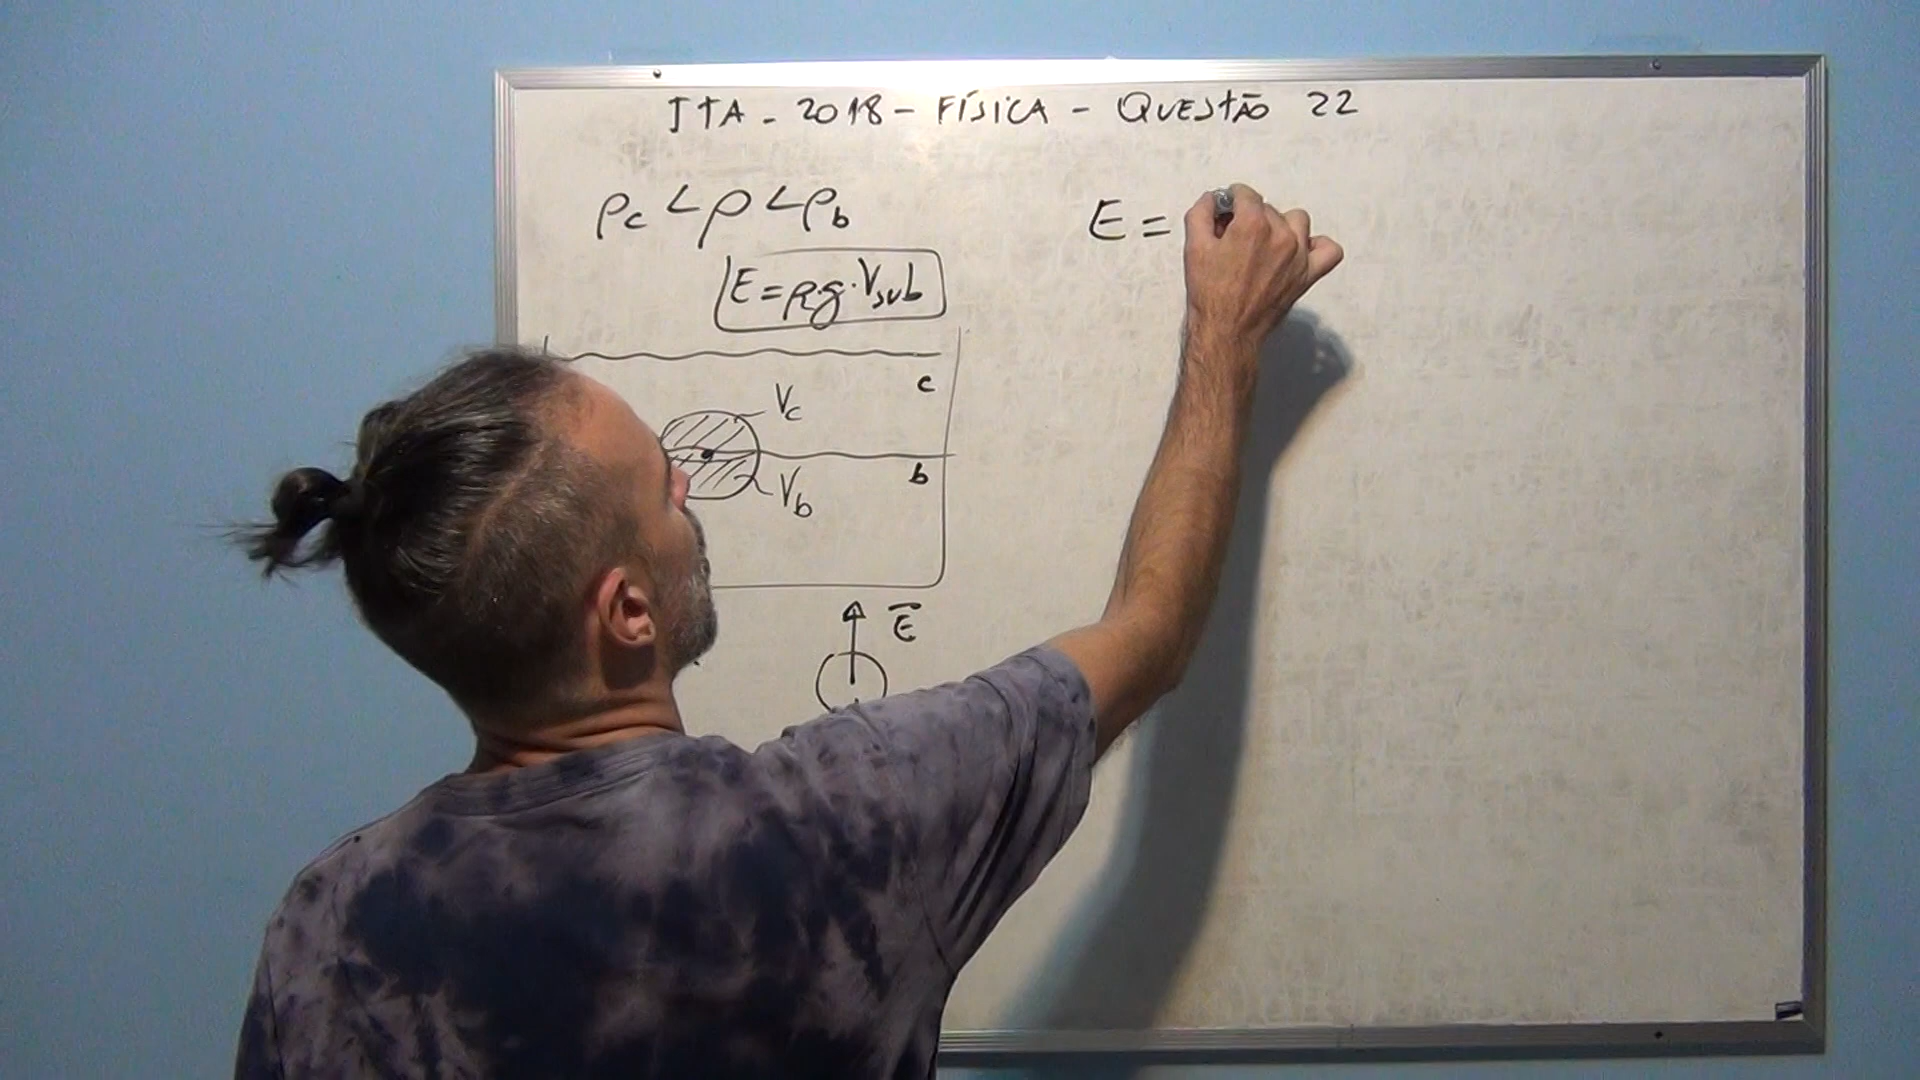 ITA - 2018 - FÍSICA - QUESTÃO 22
ρc < ρ < ρb
E = ρ.g.Vsub
E =
c
Vc
b
Vb
E